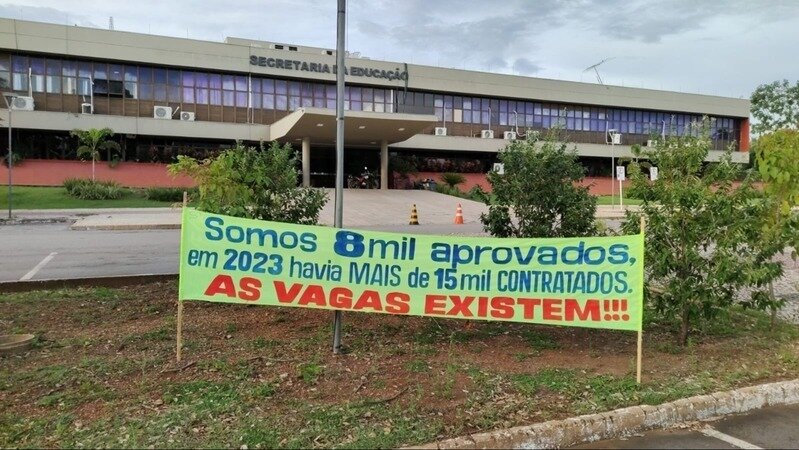 SECRETARIA DA EDUCAÇÃO
Somos 8 mil aprovados,
em 2023 havia MAIS de 15 mil CONTRATADOS.
AS VAGAS EXISTEM!!!